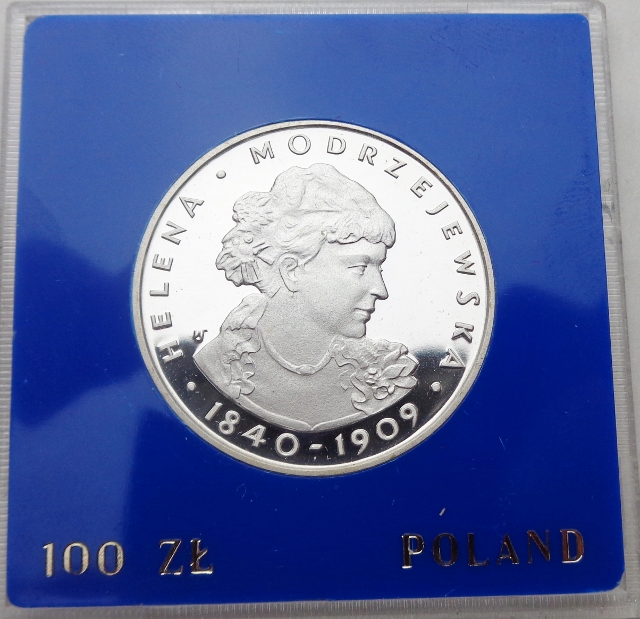 • HELENA • MODRZEJEWSKA •
1840-1909
100 ZŁ POLAND